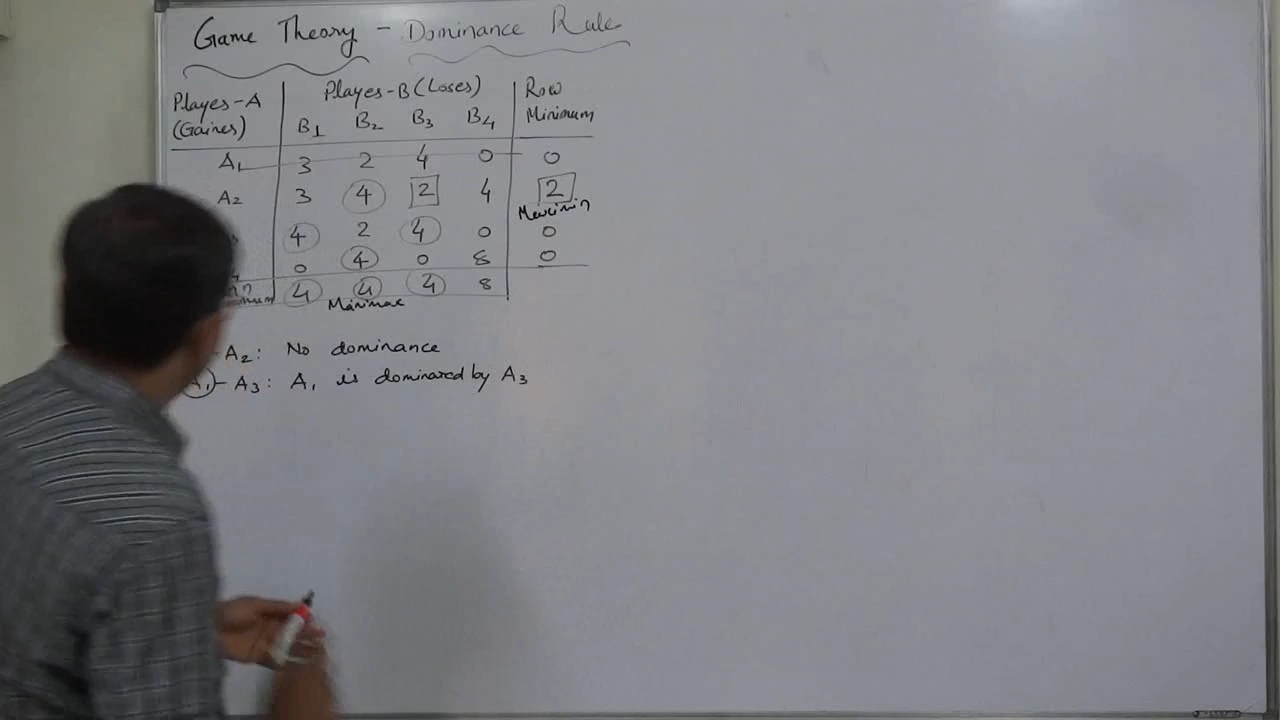 Game Theory - Dominance Rule
Player-A Player-B (Loses) Row
(Gaines) B1 B2 B3 B4 Minimum
A1 3 2 4 0 0
A2 3 4 2 4 2
Maximin
4 2 4 0 0
0 4 0 8 0
4 4 4 8
Minimax
A2: No dominance
A1 - A3: A1 is dominated by A3